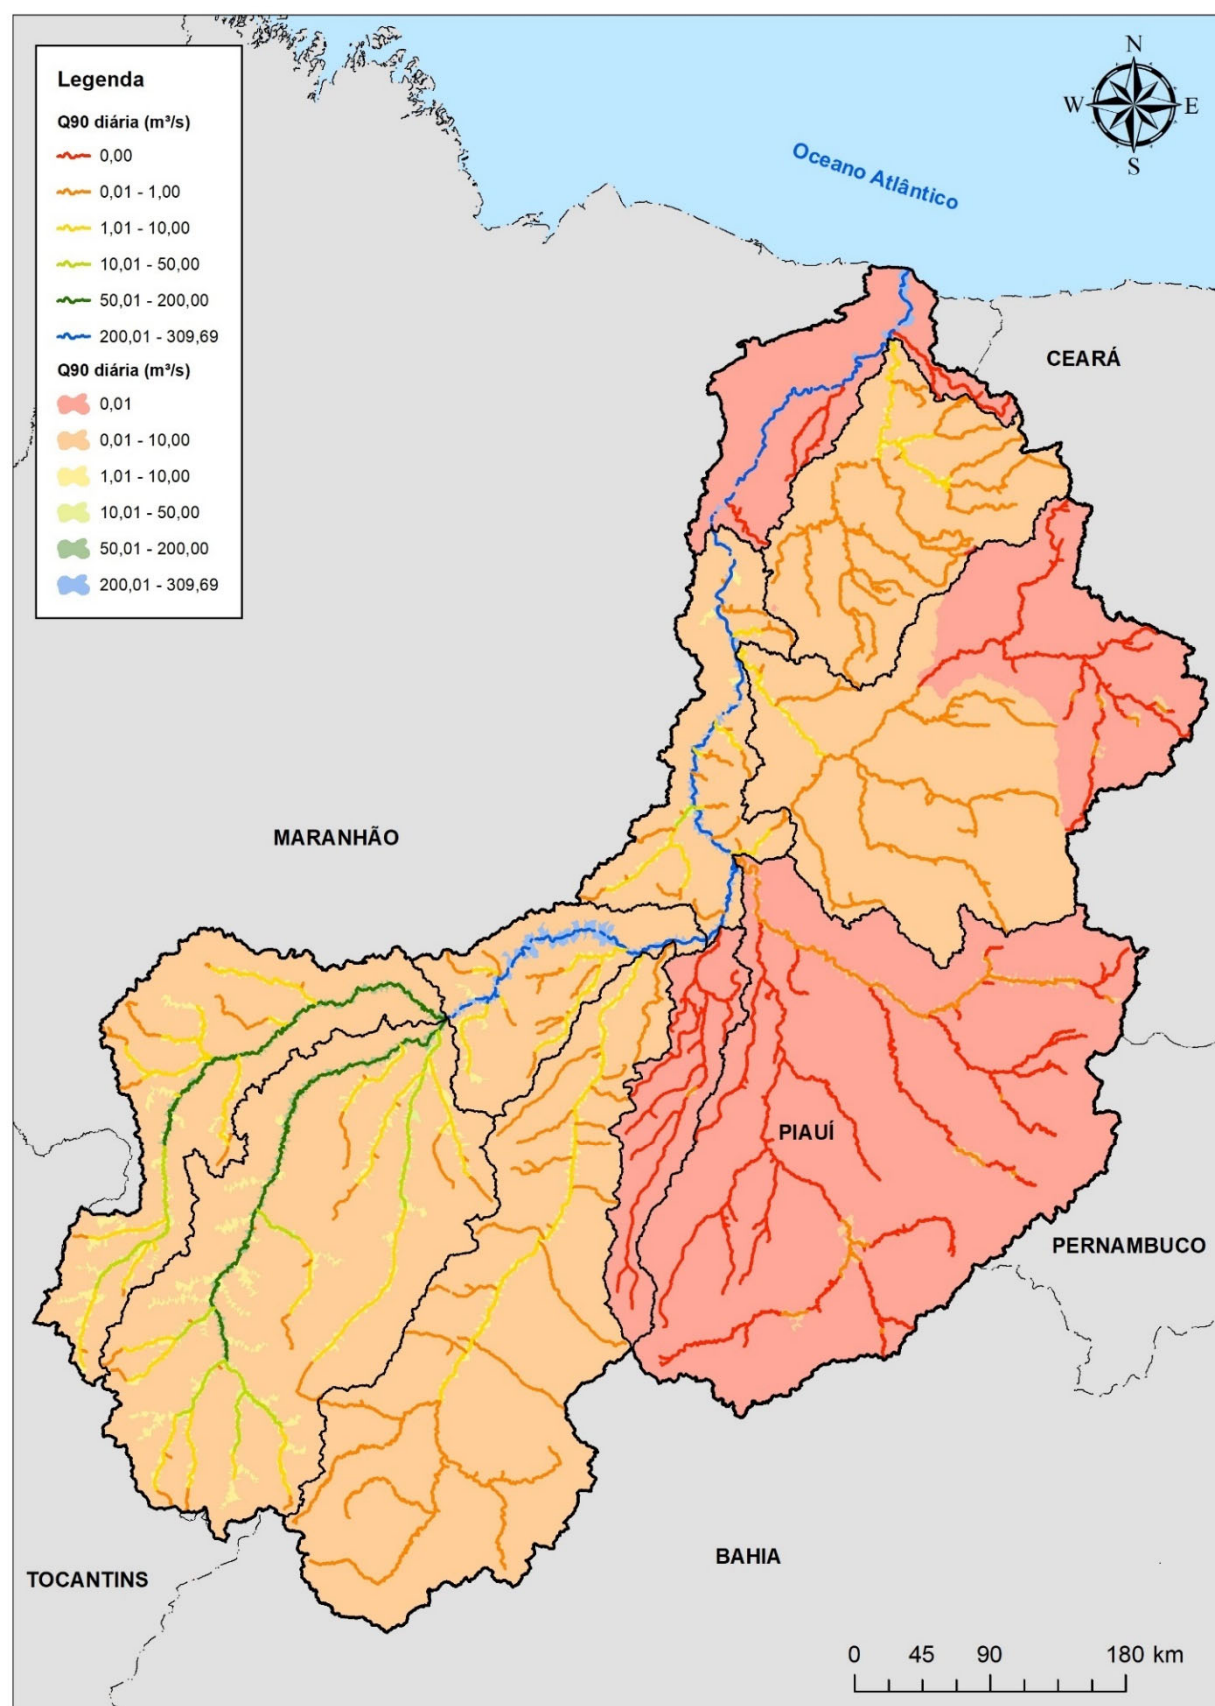 Legenda
Q90 diária (m³/s)
0,00
0,01 - 1,00
1,01 - 10,00
10,01 - 50,00
50,01 - 200,00
200,01 - 309,69
Q90 diária (m³/s)
0,01
0,01 - 10,00
1,01 - 10,00
10,01 - 50,00
50,01 - 200,00
200,01 - 309,69
N
W E
S
Oceano Atlântico
CEARÁ
MARANHÃO
PIAUÍ
PERNAMBUCO
BAHIA
TOCANTINS
0 45 90 180 km